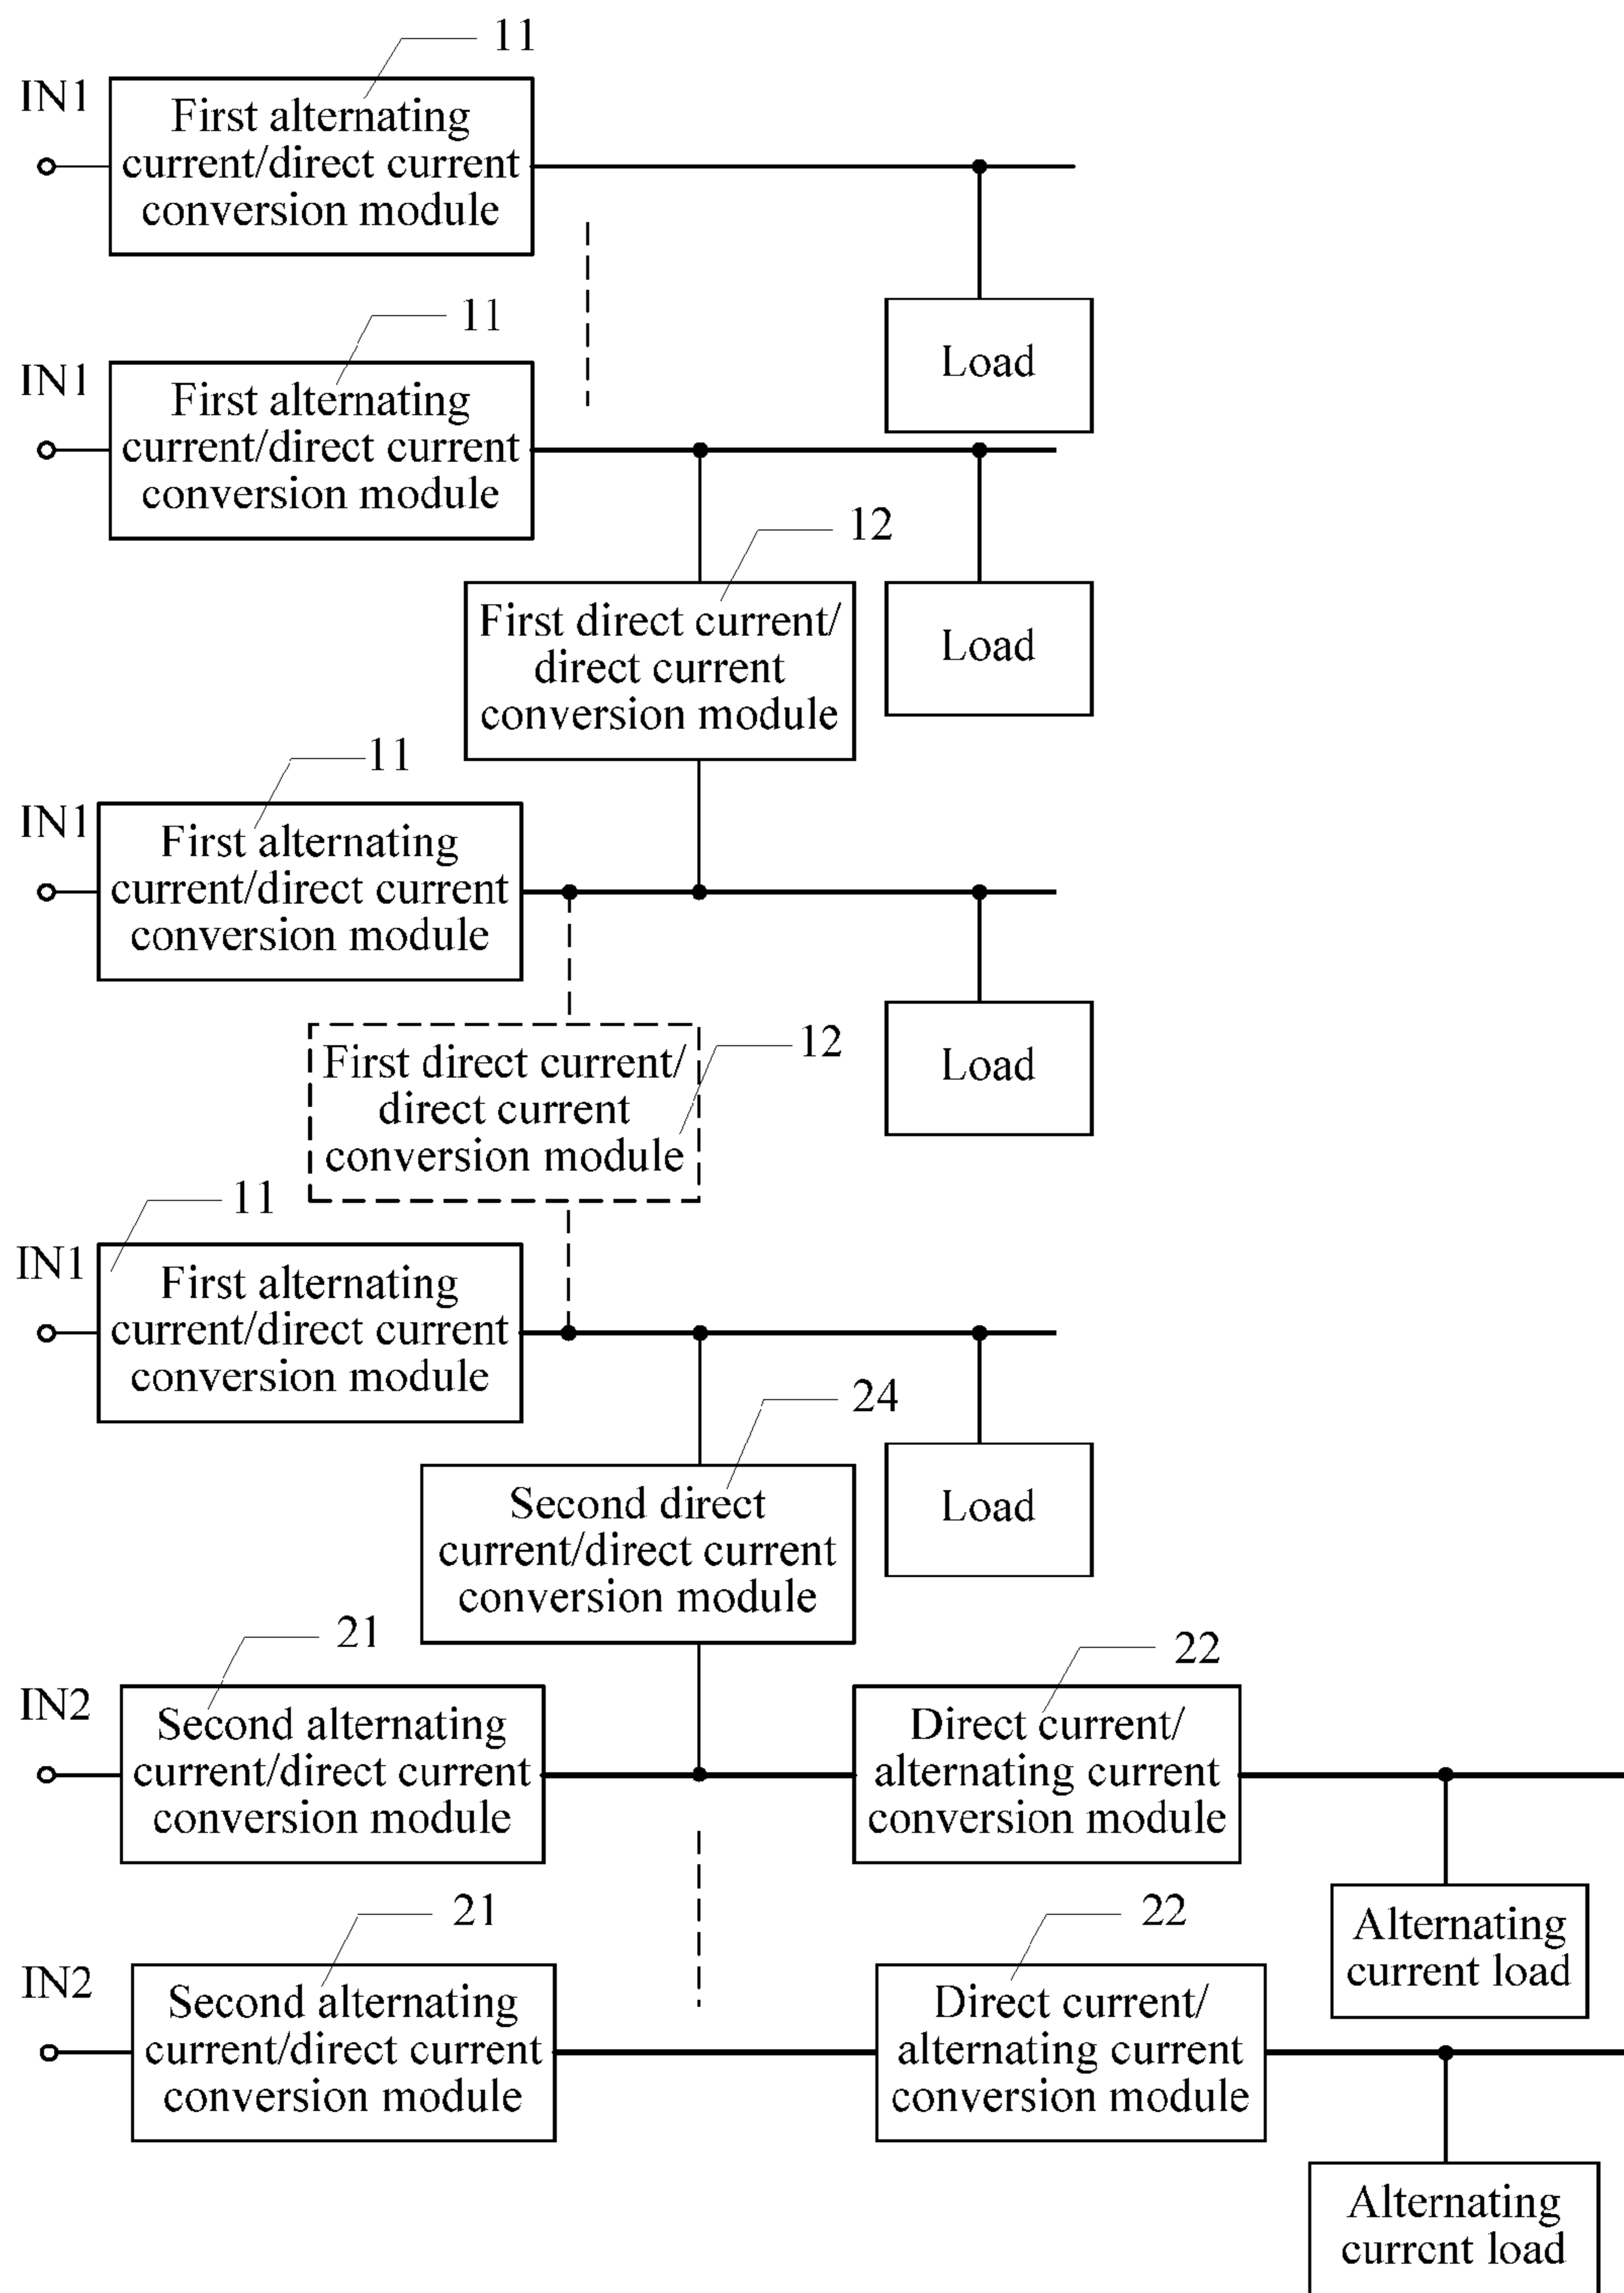 11
IN1
First alternating
current/direct current
conversion module
11
IN1
Load
First alternating
current/direct current
conversion module
12
First direct current/
direct current
conversion module
Load
11
IN1
First alternating
current/direct current
conversion module
12
First direct current/
direct current
conversion module
Load
11
IN1
First alternating
current/direct current
conversion module
24
Second direct
current/direct current
conversion module
Load
21
22
IN2
Second alternating
current/direct current
conversion module
Direct current/
alternating current
conversion module
21
22
Alternating
current load
IN2
Second alternating
current/direct current
conversion module
Direct current/
alternating current
conversion module
Alternating
current load